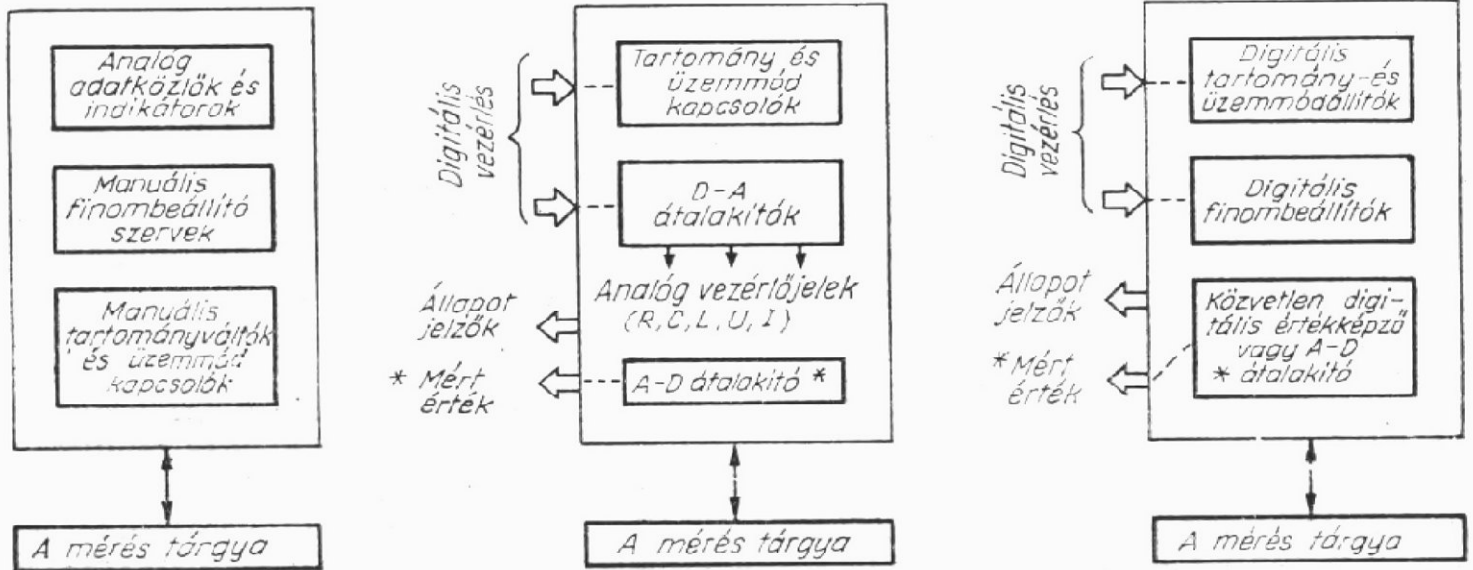 Analóg
adatközlők és
indikátorok
Manuális
finombeállító
szervek
Manuális
tartományváltók
és üzemmód
kapcsolók
A mérés tárgya
Digitális
vezérlés
Tartomány és
üzemmód
kapcsolók
D-A
átalakítók
Analóg vezérlőjelek
(R, C, L, U, I)
Állapot
jelzők
* Mért
érték
A-D átalakító *
A mérés tárgya
Digitális
vezérlés
Digitális
tartomány-és
üzemmódállítók
Digitális
finombeállítók
Állapot
jelzők
* Mért
érték
Közvetlen digi-
tális értékképző
vagy A-D
* átalakító
A mérés tárgya